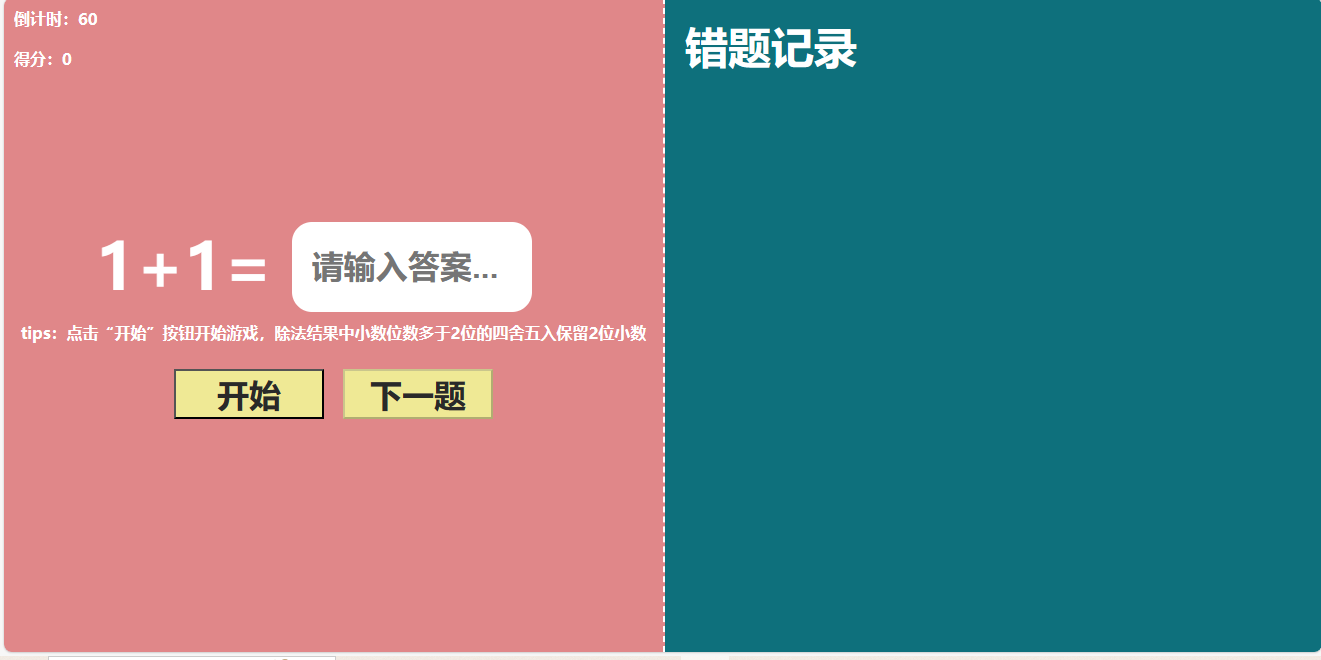 倒计时：60
得分：0
1+1= 请输入答案...
tips：点击“开始”按钮开始游戏，除法结果中小数位数多于2位的四舍五入保留2位小数
开始 下一题
错题记录